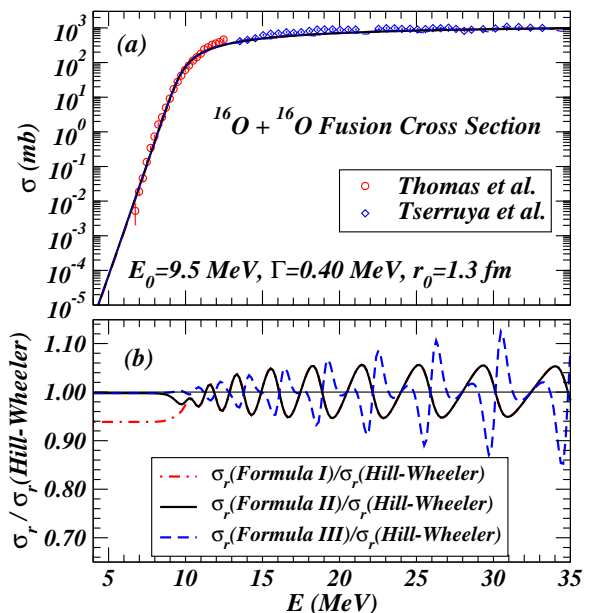 (a)
10³
10²
10¹
10⁰
10⁻¹
10⁻²
10⁻³
10⁻⁴
10⁻⁵
σ (mb)
¹⁶O + ¹⁶O Fusion Cross Section
Thomas et al.
Tserruya et al.
E₀=9.5 MeV, Γ=0.40 MeV, r₀=1.3 fm
(b)
1.10
1.00
0.90
0.80
0.70
σᵣ / σᵣ(Hill-Wheeler)
σᵣ(Formula I)/σᵣ(Hill-Wheeler)
σᵣ(Formula II)/σᵣ(Hill-Wheeler)
σᵣ(Formula III)/σᵣ(Hill-Wheeler)
5 10 15 20 25 30 35
E (MeV)